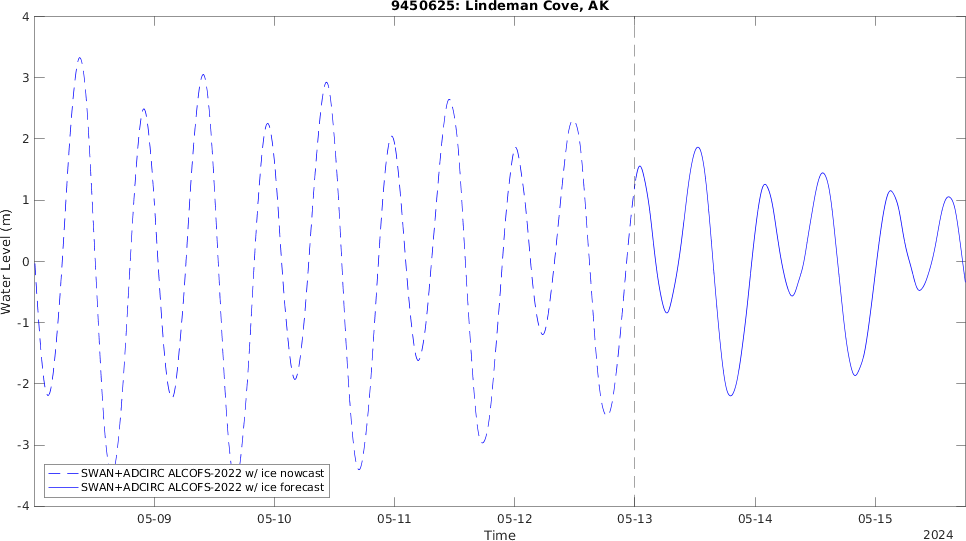 9450625: Lindeman Cove, AK
4
3
2
1
0
-1
-2
-3
-4
Water Level (m)
SWAN+ADCIRC ALCOFS-2022 w/ ice nowcast
SWAN+ADCIRC ALCOFS-2022 w/ ice forecast
05-09 05-10 05-11 05-12 05-13 05-14 05-15
Time
2024